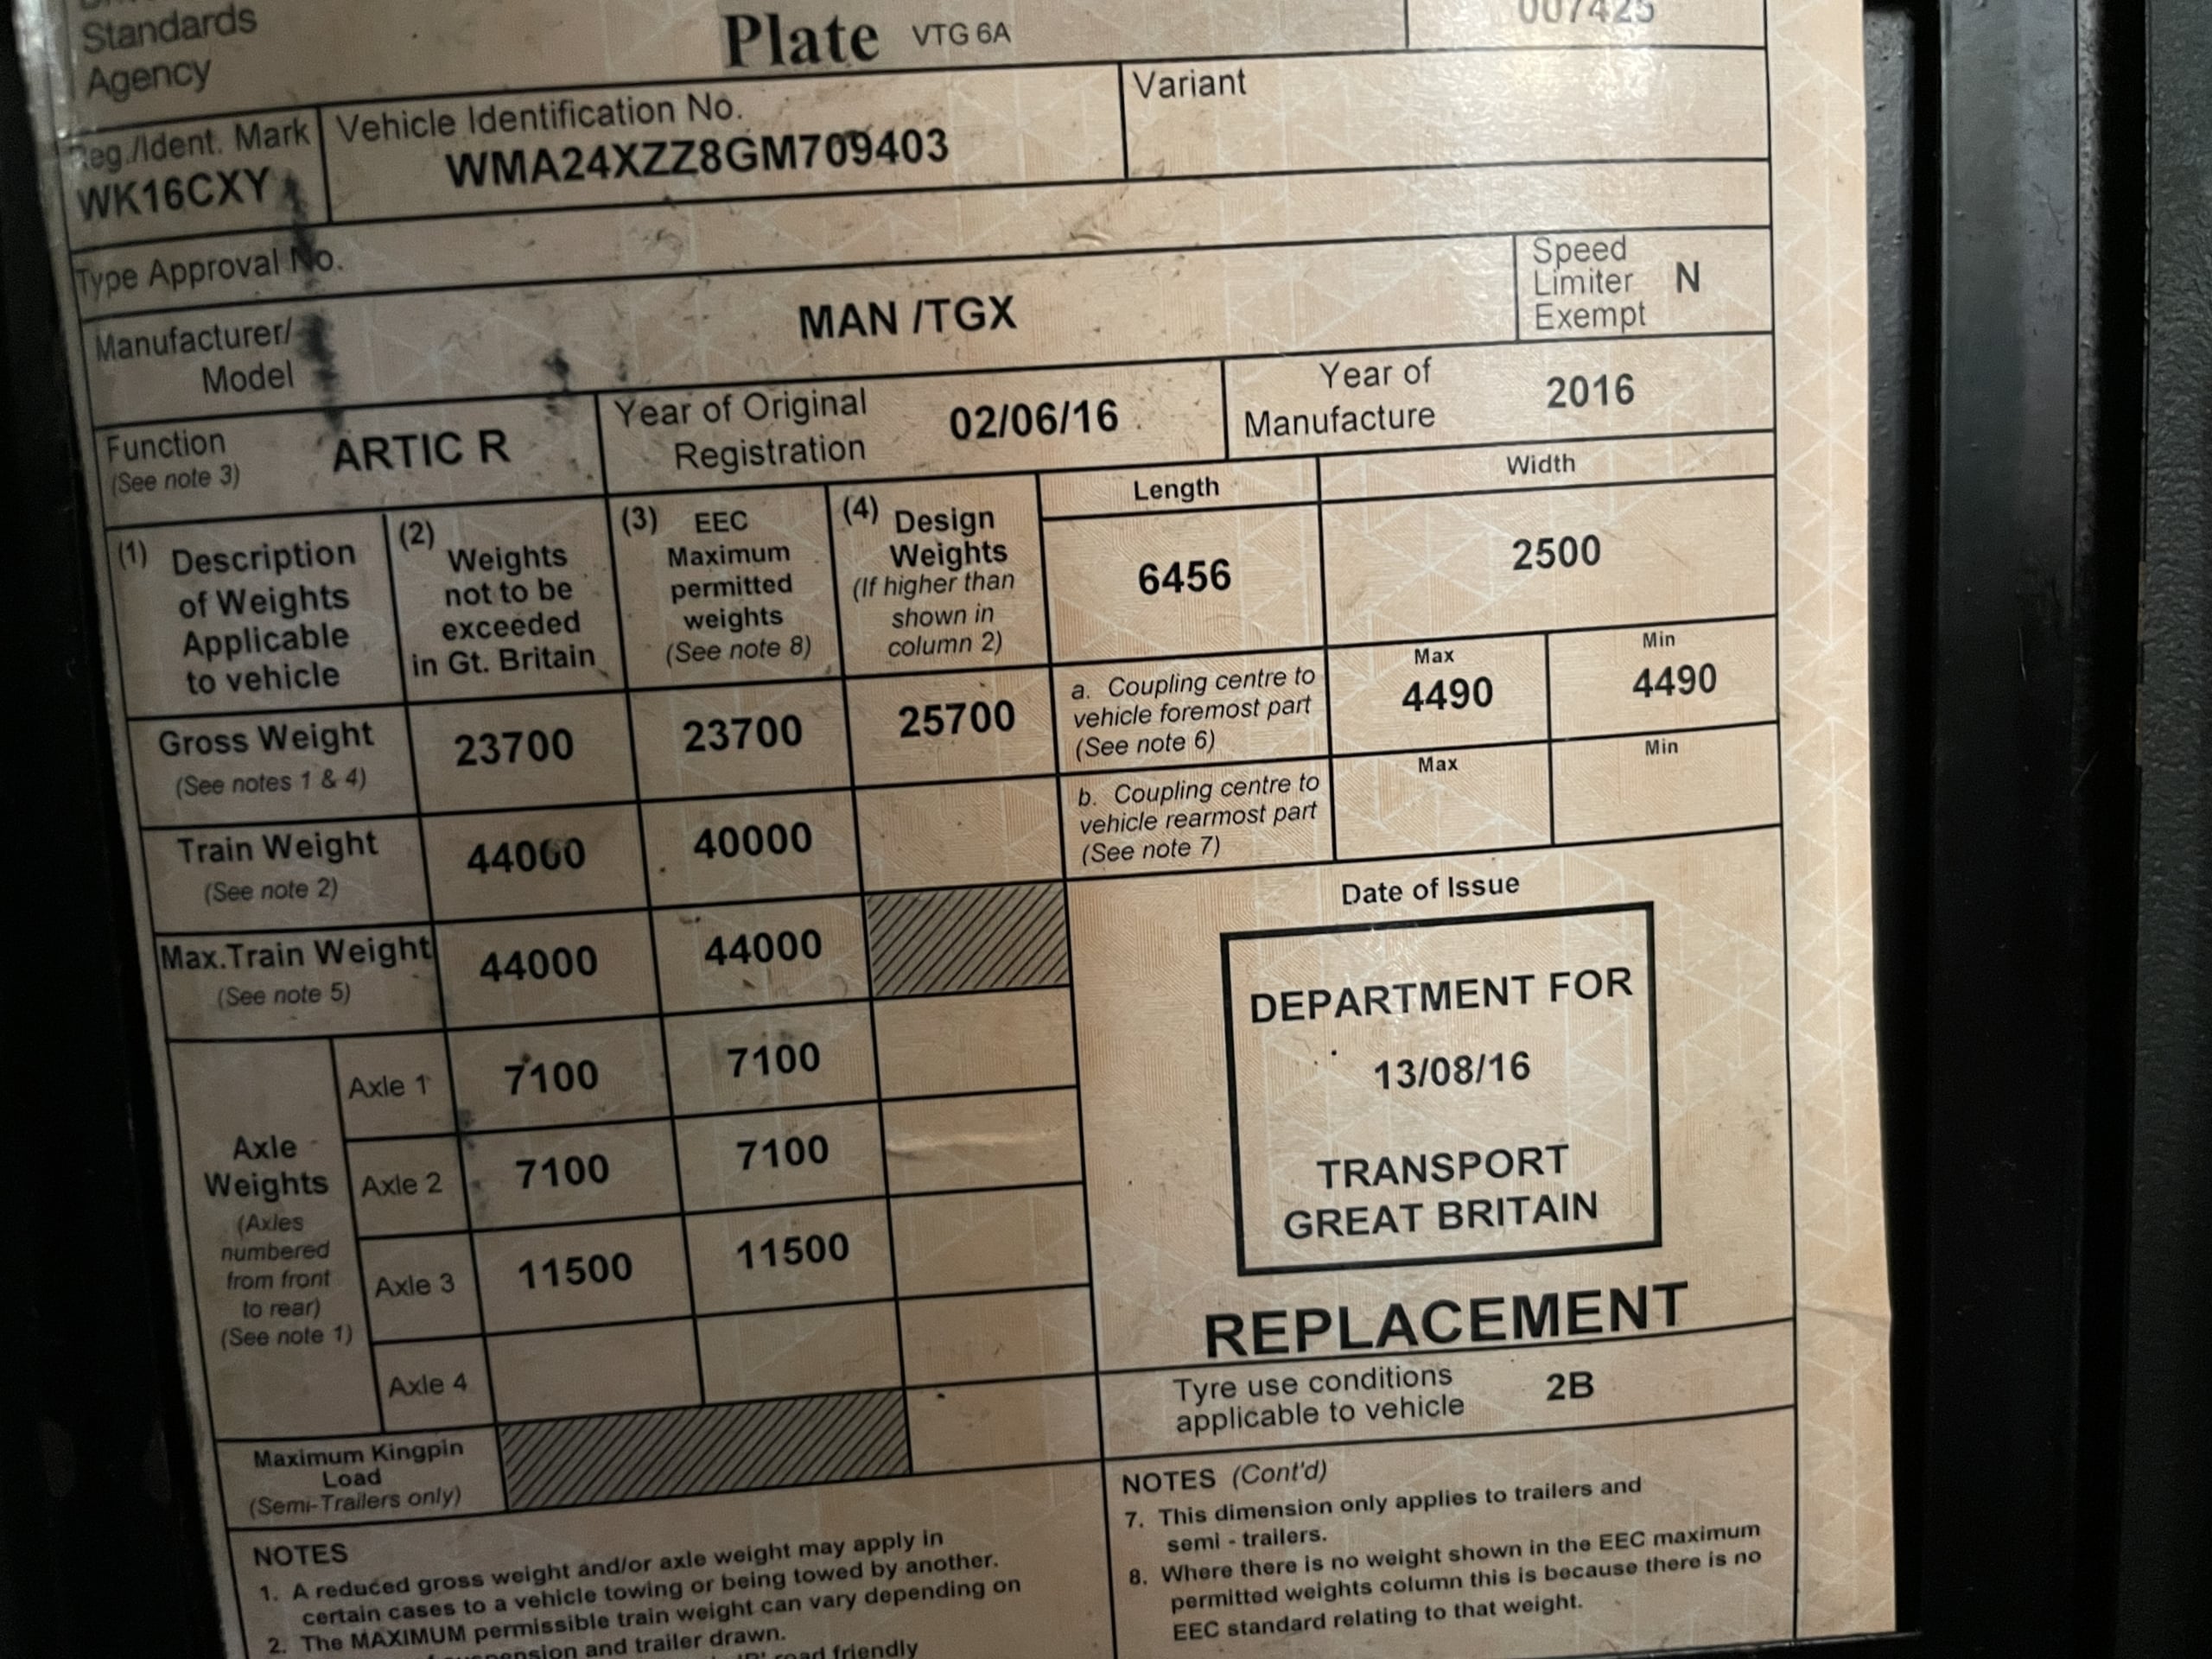 Standards
Agency
Plate VTG 6A
007425
Reg./Ident. Mark
WK16CXY
Vehicle Identification No.
WMA24XZZ8GM709403
Variant
Type Approval No.
Manufacturer/
Model
MAN /TGX
Speed
Limiter
Exempt
N
Function
(See note 3)
ARTIC R
Year of Original
Registration
02/06/16
Year of
Manufacture
2016
(1) Description
of Weights
Applicable
to vehicle
(2) Weights
not to be
exceeded
in Gt. Britain
(3) EEC
Maximum
permitted
weights
(See note 8)
(4) Design
Weights
(If higher than
shown in
column 2)
Length
6456
Width
2500
Gross Weight
(See notes 1 & 4)
23700
23700
25700
a. Coupling centre to
vehicle foremost part
(See note 6)
Max
4490
Min
4490
Train Weight
(See note 2)
44000
40000
b. Coupling centre to
vehicle rearmost part
(See note 7)
Max
Min
Max.Train Weight
(See note 5)
44000
44000
Date of Issue
DEPARTMENT FOR
13/08/16
TRANSPORT
GREAT BRITAIN
REPLACEMENT
Axle
Weights
(Axles
numbered
from front
to rear)
(See note 1)
Axle 1
7100
7100
Axle 2
7100
7100
Axle 3
11500
11500
Axle 4
Tyre use conditions
applicable to vehicle
2B
Maximum Kingpin
Load
(Semi-Trailers only)
NOTES
1. A reduced gross weight and/or axle weight may apply in
certain cases to a vehicle towing or being towed by another.
2. The MAXIMUM permissible train weight can vary depending on
and trailer drawn.
friendly
NOTES (Cont'd)
7. This dimension only applies to trailers and
semi - trailers.
8. Where there is no weight shown in the EEC maximum
permitted weights column this is because there is no
EEC standard relating to that weight.